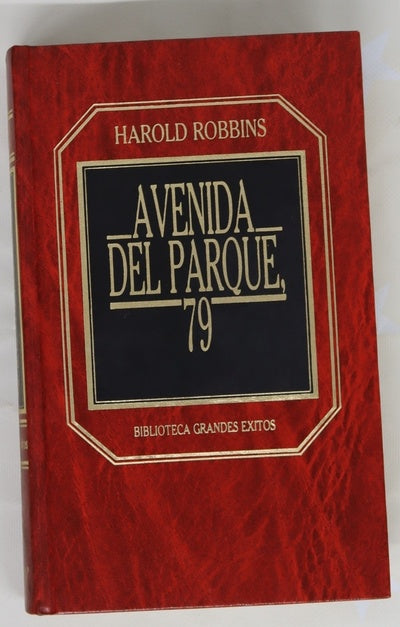 HAROLD ROBBINS
AVENIDA
DEL PARQUE,
79
BIBLIOTECA GRANDES EXITOS